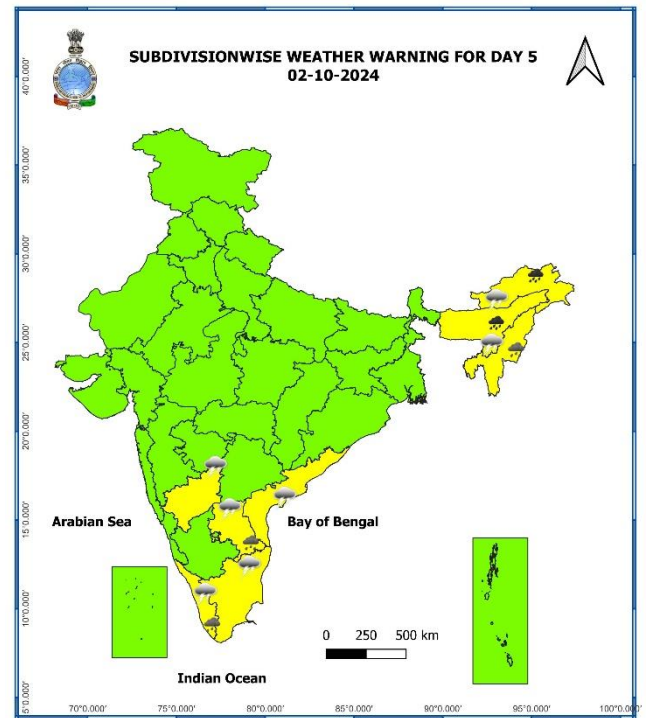 SUBDIVISIONWISE WEATHER WARNING FOR DAY 5
02-10-2024
40°0.000'
35°0.000'
30°0.000'
25°0.000'
20°0.000'
15°0.000'
10°0.000'
5°0.000'
Arabian Sea
Bay of Bengal
0 250 500 km
Indian Ocean
70°0.000' 75°0.000' 80°0.000' 85°0.000' 90°0.000' 95°0.000' 100°0.000'